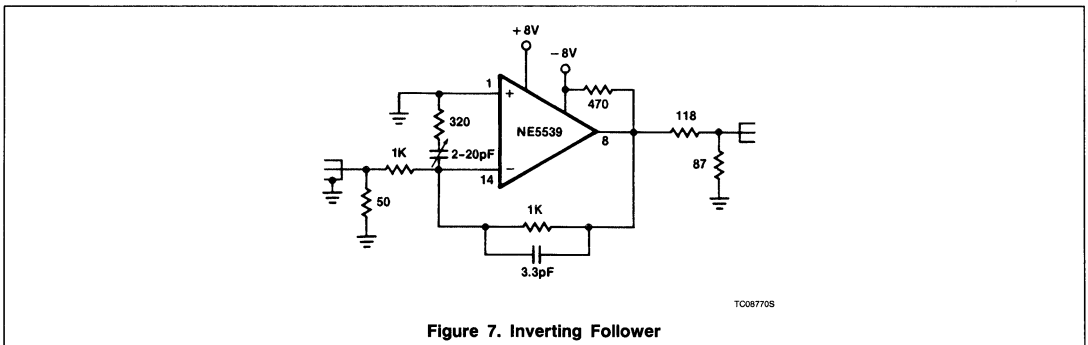 +8V
−8V
1
+
470
320
NE5539
118
8
1K
2–20pF
87
−
14
50
1K
3.3pF
TC08770S
Figure 7. Inverting Follower